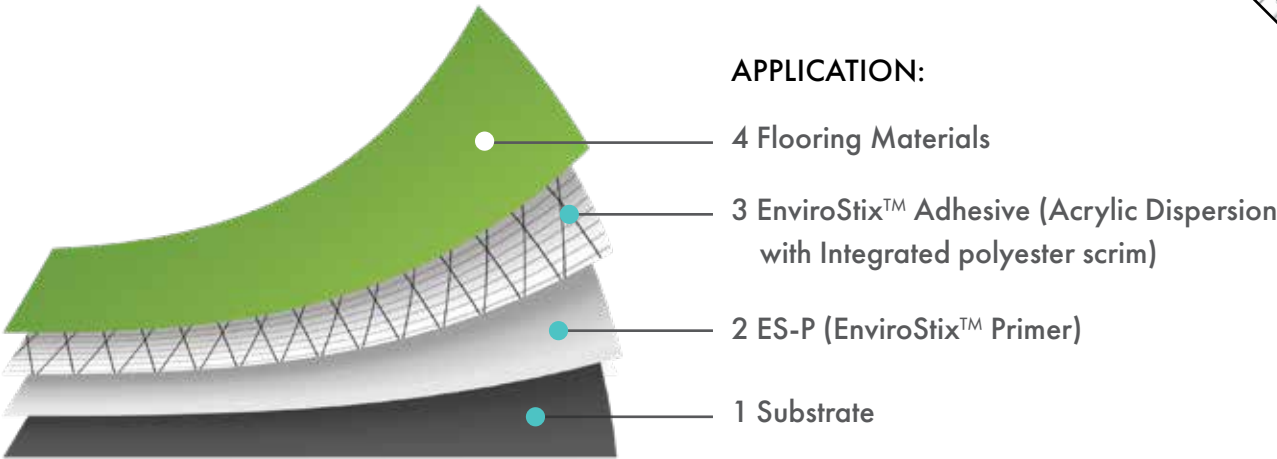 APPLICATION:
4 Flooring Materials
3 EnviroStix™ Adhesive (Acrylic Dispersion
with Integrated polyester scrim)
2 ES-P (EnviroStix™ Primer)
1 Substrate